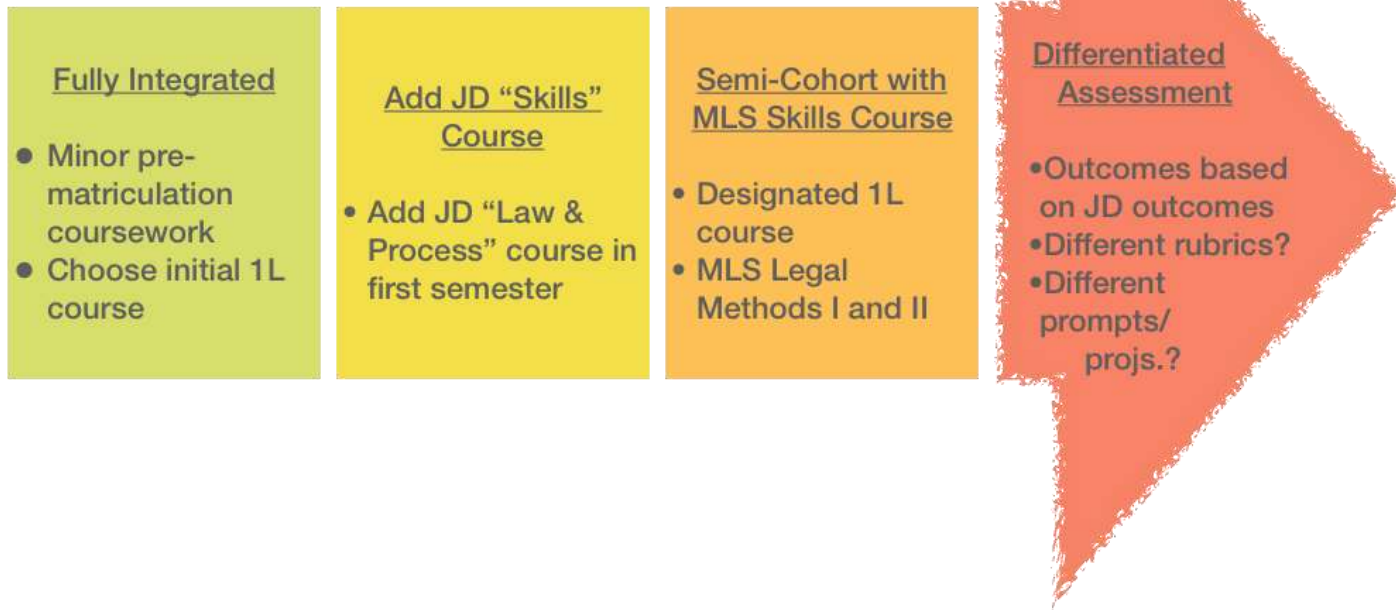 Fully Integrated
● Minor pre-
matriculation
coursework
● Choose initial 1L
course
Add JD “Skills”
Course
• Add JD “Law &
Process” course in
first semester
Semi-Cohort with
MLS Skills Course
• Designated 1L
course
• MLS Legal
Methods I and II
Differentiated
Assessment
•Outcomes based
on JD outcomes
•Different rubrics?
•Different
prompts/
projs.?